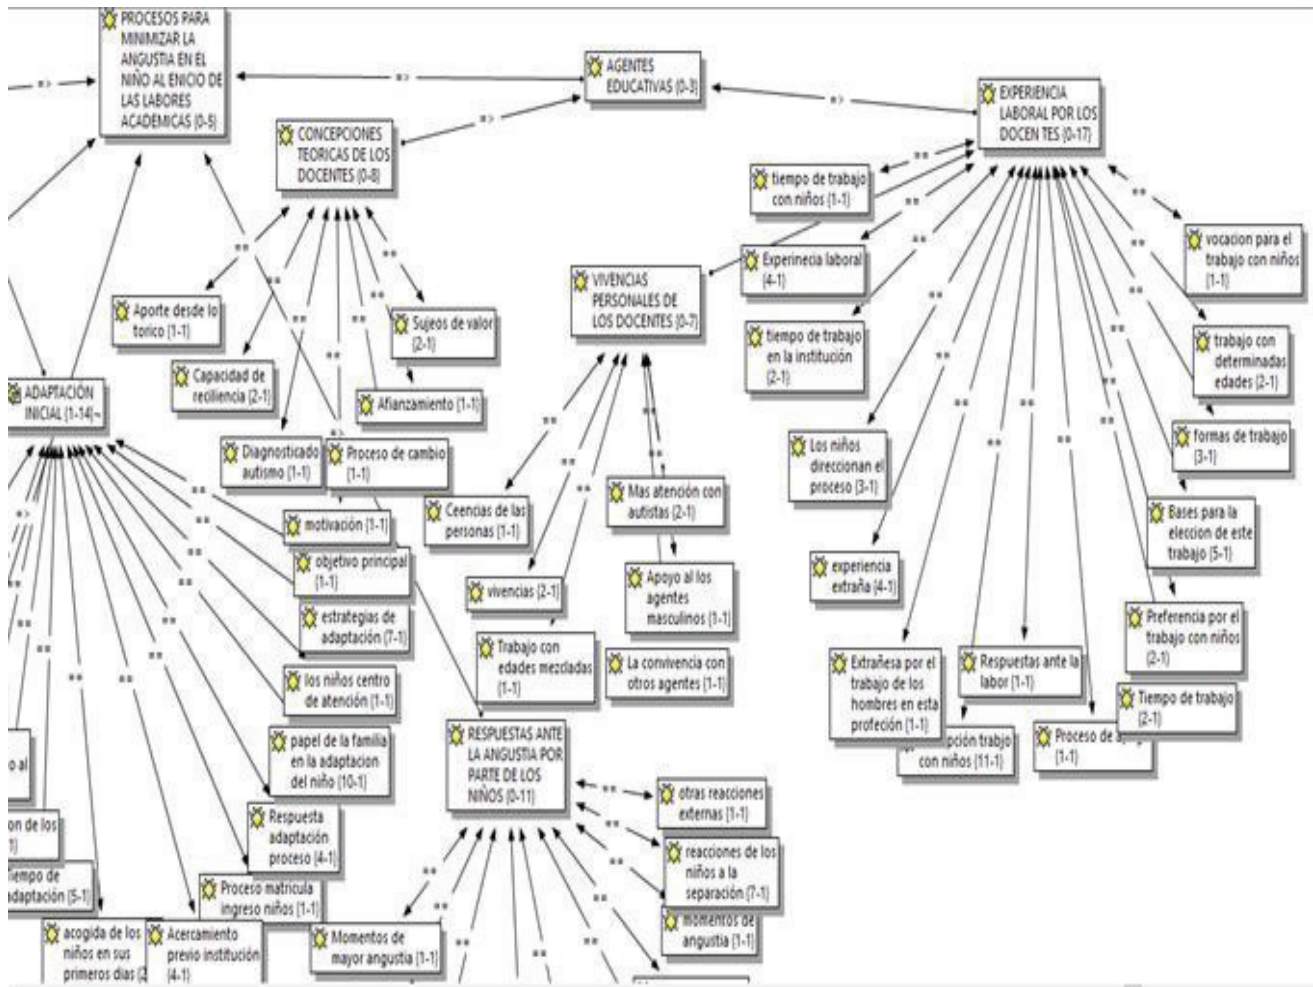 PROCESOS PARA
MINIMIZAR LA
ANGUSTIA EN EL
NIÑO AL ENICIO DE
LAS LABORES
ACADEMICAS {0-5}
AGENTES
EDUCATIVAS {0-3}
EXPERIENCIA
LABORAL POR LOS
DOCEN TES {0-17}
CONCEPCIONES
TEORICAS DE LOS
DOCENTES {0-8}
tiempo de trabajo
con niños {1-1}
Experinecia laboral
{4-1}
tiempo de trabajo
en la institución
{2-1}
vocacion para el
trabajo con niños
{1-1}
VIVENCIAS
PERSONALES DE
LOS DOCENTES {0-7}
Aporte desde lo
torico {1-1}
Sujeos de valor
{2-1}
Capacidad de
reciliencia {2-1}
Afianzamiento {1-1}
trabajo con
determinadas
edades {2-1}
ADAPTACIÓN
INICIAL {1-14}~
Diagnosticado
autismo {1-1}
Proceso de cambio
{1-1}
Los niños
direccionan el
proceso {3-1}
formas de trabajo
{3-1}
Ceencias de las
personas {1-1}
Mas atención con
autistas {2-1}
Bases para la
eleccion de este
trabajo {5-1}
motivación {1-1}
objetivo principal
{1-1}
estrategias de
adaptación {7-1}
vivencias {2-1}
Apoyo al los
agentes
masculinos {1-1}
experiencia
extraña {4-1}
Preferencia por el
trabajo con niños
{2-1}
Trabajo con
edades mezcladas
{1-1}
La convivencia con
otros agentes {1-1}
Extrañesa por el
trabajo de los
hombres en esta
profeción {1-1}
Respuestas ante la
labor {1-1}
Tiempo de trabajo
{2-1}
pción trabjo
con niños {11-1}
Proceso de a
{1-1}
los niños centro
de atención {1-1}
papel de la familia
en la adaptacion
del niño {10-1}
RESPUESTAS ANTE
LA ANGUSTIA POR
PARTE DE LOS
NIÑOS {0-11}
otras reacciones
externas {1-1}
reacciones de los
niños a la
separación {7-1}
momentos de
angustia {1-1}
Respuesta
adaptación
proceso {4-1}
Proceso matricula
ingreso niños {1-1}
Momentos de
mayor angustia {1-1}
o al
on de los
1}
iempo de
adaptación {5-1}
acogida de los
niños en sus
primeros dias {2
Acercamiento
previo institución
{4-1}